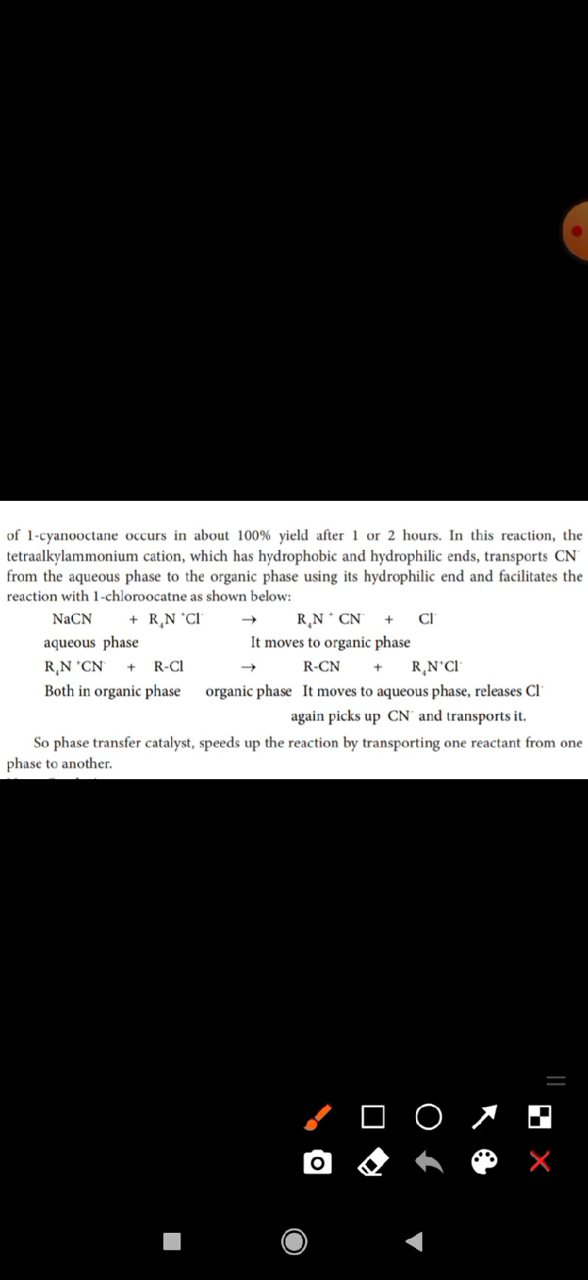 of 1-cyanooctane occurs in about 100% yield after 1 or 2 hours. In this reaction, the
tetraalkylammonium cation, which has hydrophobic and hydrophilic ends, transports CN⁻
from the aqueous phase to the organic phase using its hydrophilic end and facilitates the
reaction with 1-chloroocatne as shown below:
NaCN + R₄N⁺Cl⁻ → R₄N⁺ CN⁻ + Cl⁻
aqueous phase It moves to organic phase
R₄N⁺CN⁻ + R-Cl → R-CN + R₄N⁺Cl⁻
Both in organic phase organic phase It moves to aqueous phase, releases Cl⁻
again picks up CN⁻ and transports it.
So phase transfer catalyst, speeds up the reaction by transporting one reactant from one
phase to another.